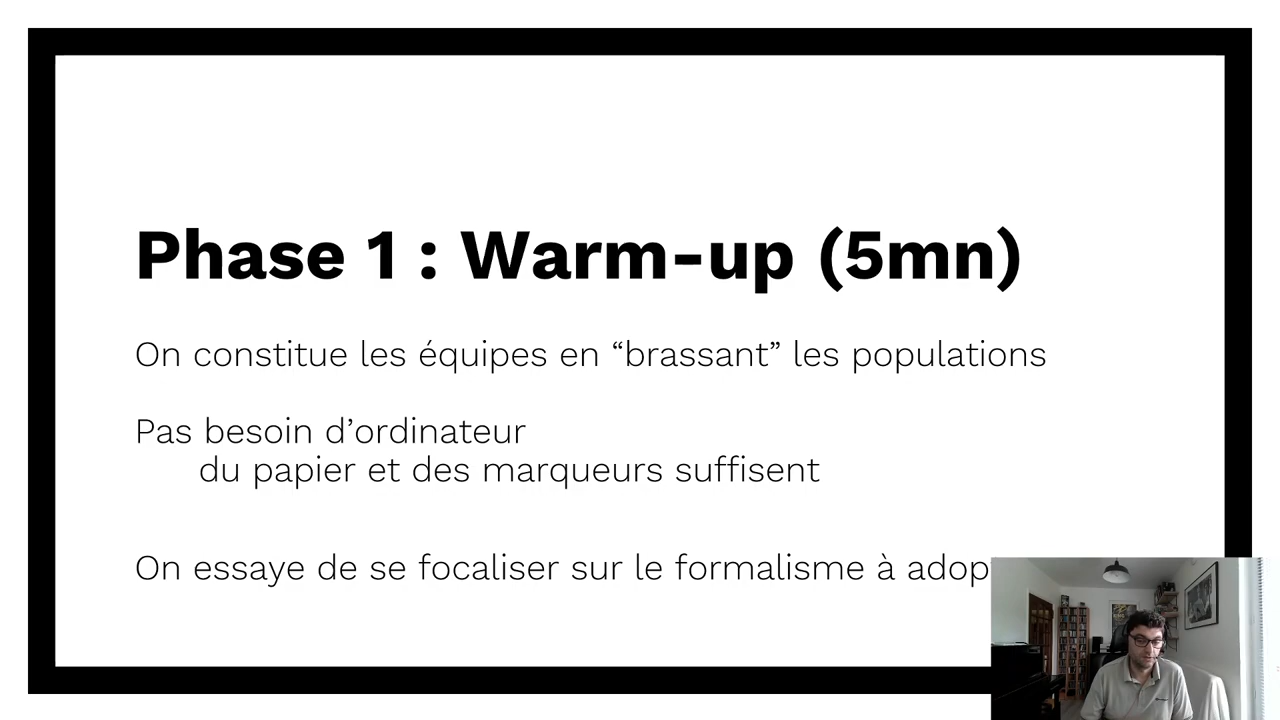 Phase 1 : Warm-up (5mn)
On constitue les équipes en “brassant” les populations
Pas besoin d’ordinateur
du papier et des marqueurs suffisent
On essaye de se focaliser sur le formalisme à